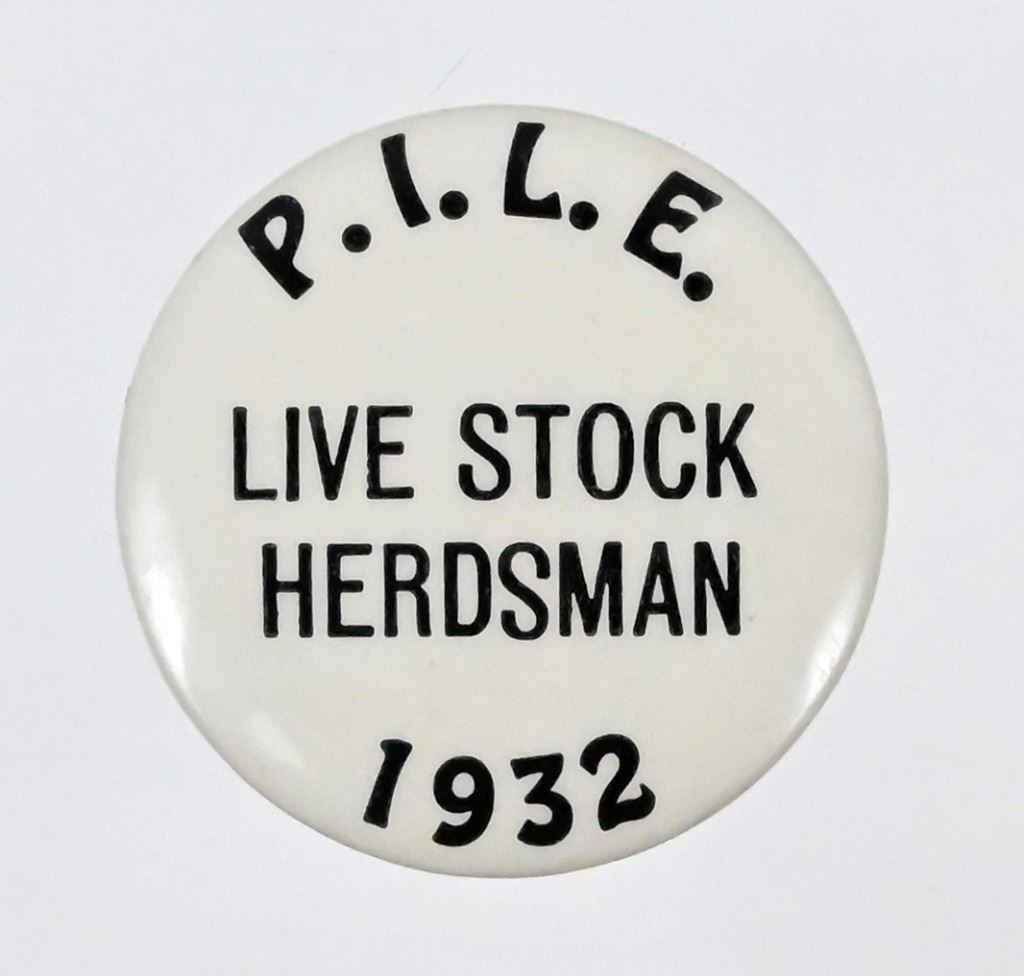 P.I.L.E.
LIVE STOCK
HERDSMAN
1932